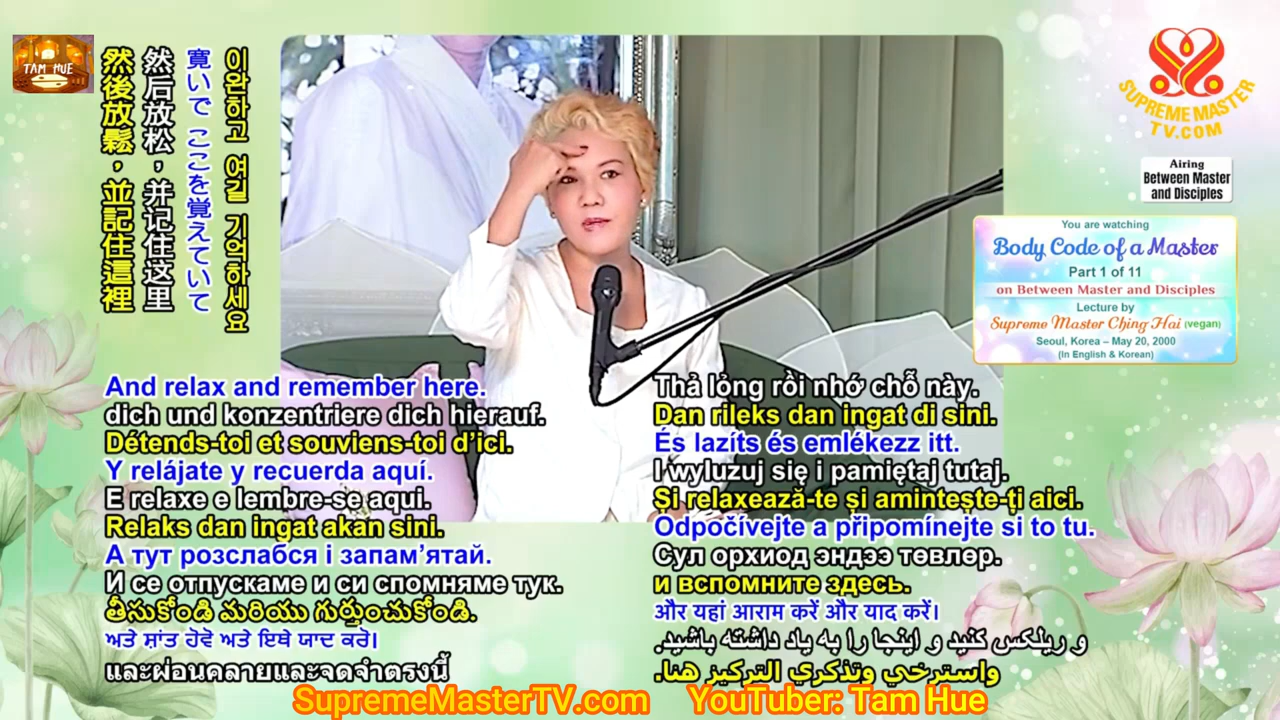 TAM HUE
然後放鬆，並記住這裡
然后放松，并记住这里
寛いで ここを覚えていて
이완하고 여길 기억하세요
SUPREME MASTER
TV.COM
Airing
Between Master
and Disciples
You are watching
Body Code of a Master
Part 1 of 11
on Between Master and Disciples
Lecture by
Supreme Master Ching Hai (vegan)
Seoul, Korea – May 20, 2000
(In English & Korean)
And relax and remember here.
dich und konzentriere dich hierauf.
Détends-toi et souviens-toi d’ici.
Y relájate y recuerda aquí.
E relaxe e lembre-se aqui.
Relaks dan ingat akan sini.
А тут розслабся і запам’ятай.
И се отпускаме и си спомняме тук.
తీసుకోండి మరియు గుర్తుంచుకోండి.
ਅਤੇ ਸ਼ਾਂਤ ਹੋਵੋ ਅਤੇ ਇਥੇ ਯਾਦ ਕਰੋ।
และผ่อนคลายและจดจำตรงนี้
Thả lỏng rồi nhớ chỗ này.
Dan rileks dan ingat di sini.
És lazíts és emlékezz itt.
I wyluzuj się i pamiętaj tutaj.
Și relaxează-te și amintește-ți aici.
Odpočívejte a připomínejte si to tu.
Сул орхиод эндээ төвлөр.
и вспомните здесь.
और यहां आराम करें और याद करें।
و ریلکس کنید و اینجا را به یاد داشته باشید.
واسترخي وتذكري التركيز هنا.
SupremeMasterTV.com YouTuber: Tam Hue